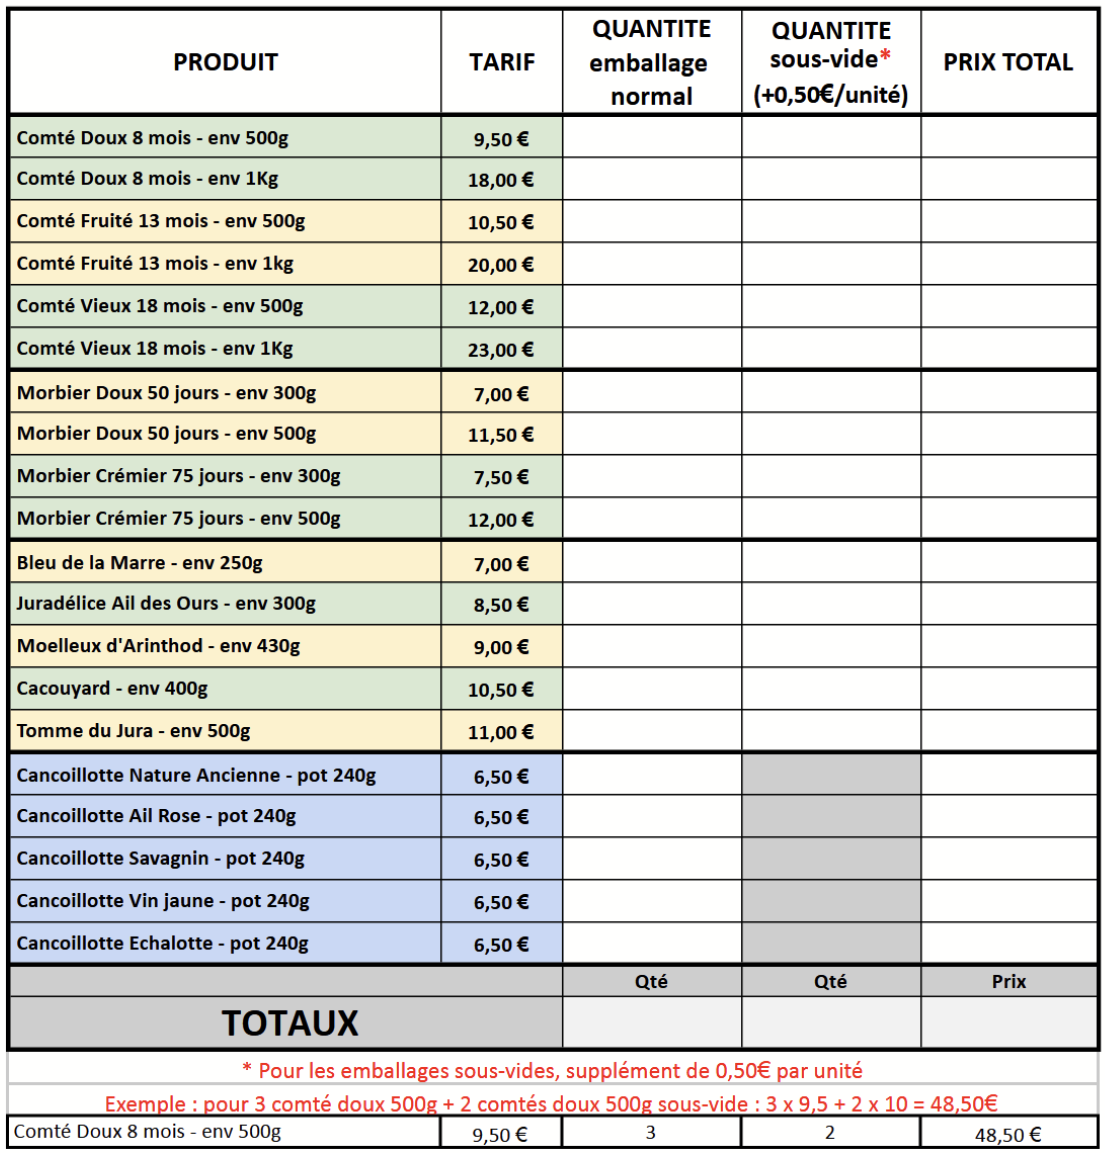 PRODUIT TARIF QUANTITE emballage normal QUANTITE sous-vide* (+0,50€/unité) PRIX TOTAL
Comté Doux 8 mois - env 500g 9,50 €
Comté Doux 8 mois - env 1Kg 18,00 €
Comté Fruité 13 mois - env 500g 10,50 €
Comté Fruité 13 mois - env 1kg 20,00 €
Comté Vieux 18 mois - env 500g 12,00 €
Comté Vieux 18 mois - env 1Kg 23,00 €
Morbier Doux 50 jours - env 300g 7,00 €
Morbier Doux 50 jours - env 500g 11,50 €
Morbier Crémier 75 jours - env 300g 7,50 €
Morbier Crémier 75 jours - env 500g 12,00 €
Bleu de la Marre - env 250g 7,00 €
Juradélice Ail des Ours - env 300g 8,50 €
Moelleux d'Arinthod - env 430g 9,00 €
Cacouyard - env 400g 10,50 €
Tomme du Jura - env 500g 11,00 €
Cancoillotte Nature Ancienne - pot 240g 6,50 €
Cancoillotte Ail Rose - pot 240g 6,50 €
Cancoillotte Savagnin - pot 240g 6,50 €
Cancoillotte Vin jaune - pot 240g 6,50 €
Cancoillotte Echalotte - pot 240g 6,50 €
Qté Qté Prix
TOTAUX
* Pour les emballages sous-vides, supplément de 0,50€ par unité
Exemple : pour 3 comté doux 500g + 2 comtés doux 500g sous-vide : 3 x 9,5 + 2 x 10 = 48,50€
Comté Doux 8 mois - env 500g 9,50 € 3 2 48,50 €